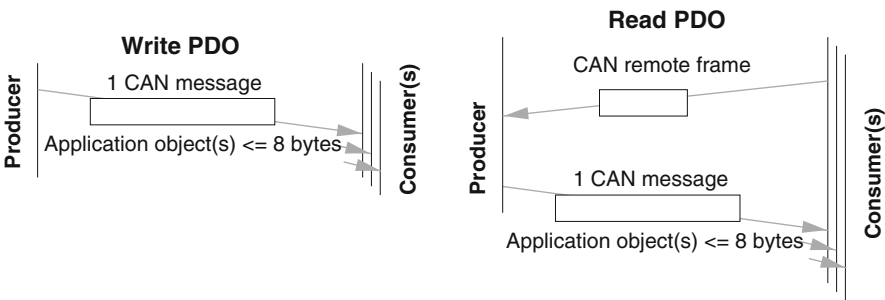 Write PDO
Producer
1 CAN message
Application object(s) <= 8 bytes
Consumer(s)
Read PDO
Producer
CAN remote frame
1 CAN message
Application object(s) <= 8 bytes
Consumer(s)